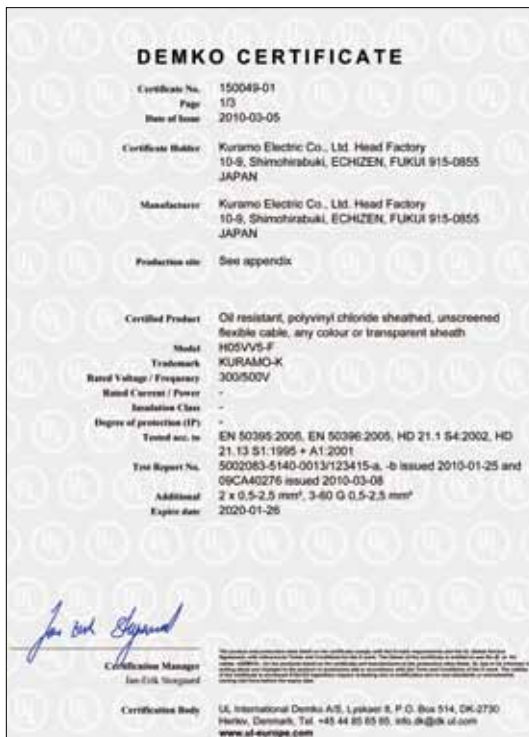 DEMKO CERTIFICATE
Certificate No. 150049-01
Page 1/3
Date of Issue 2010-03-05
Certificate Holder Kuramo Electric Co., Ltd. Head Factory
10-9, Shimohirabuki, ECHIZEN, FUKUI 915-0855
JAPAN
Manufacturer Kuramo Electric Co., Ltd. Head Factory
10-9, Shimohirabuki, ECHIZEN, FUKUI 915-0855
JAPAN
Production site See appendix
Certified Product Oil resistant, polyvinyl chloride sheathed, unscreened
flexible cable, any colour or transparent sheath
Model H05VV5-F
Trademark KURAMO-K
Rated Voltage / Frequency 300/500V
Rated Current / Power -
Insulation Class -
Degree of protection (IP) -
Tested acc. to EN 50395:2005, EN 50396:2005, HD 21.1 S4:2002, HD
21.13 S1:1995 + A1:2001
Test Report No. 5002083-5140-0013/123415-a, -b issued 2010-01-25 and
09CA40276 issued 2010-03-08
Additional 2 x 0,5-2,5 mm², 3-60 G 0,5-2,5 mm²
Expire date 2020-01-26
Certification Manager
Jan-Erik Storgaard
Certification Body UL International Demko A/S, Lyskaer 8, P.O. Box 514, DK-2730
Herlev, Denmark, Tel. +45 44 85 65 65, info.dk@dk.ul.com
www.ul-europe.com